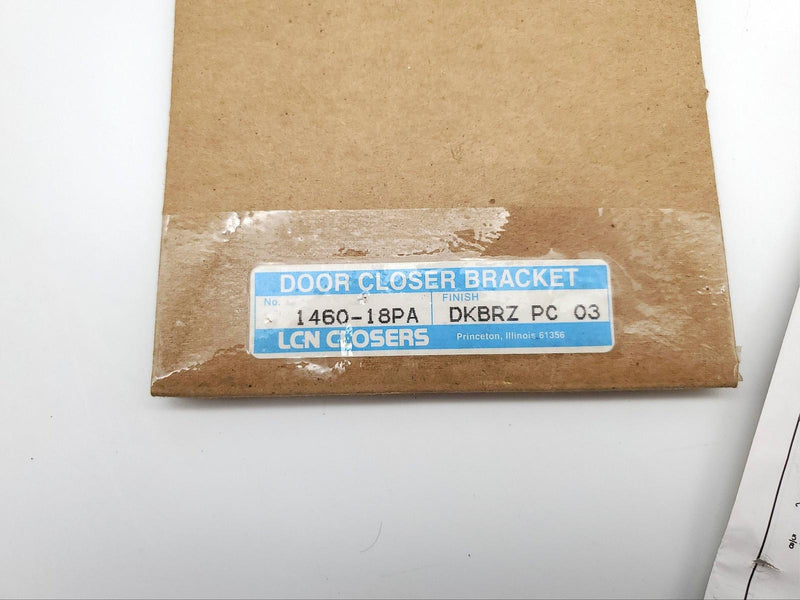 DOOR CLOSER BRACKET
No. FINISH
1460-18PA DKBRZ PC 03
LCN CLOSERS Princeton, Illinois 61356